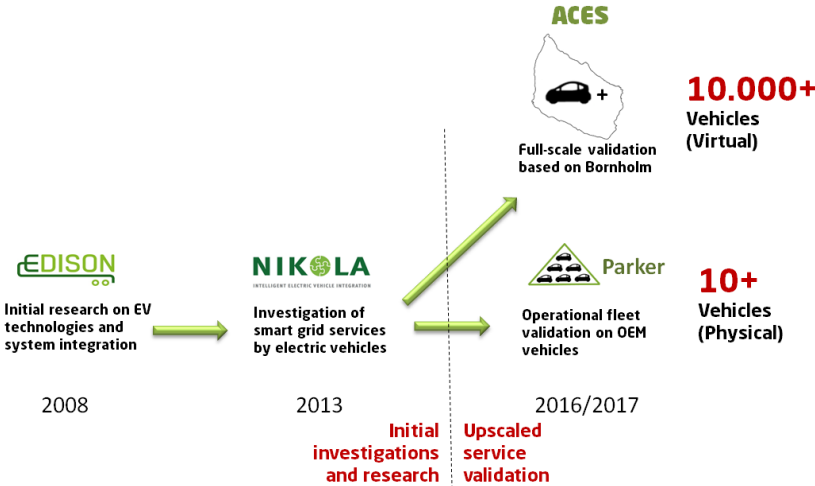 ACES
+
Full-scale validation
based on Bornholm
10.000+
Vehicles
(Virtual)
EDISON
Initial research on EV
technologies and
system integration
NIKOLA
INTELLIGENT ELECTRIC VEHICLE INTEGRATION
Investigation of
smart grid services
by electric vehicles
Parker
Operational fleet
validation on OEM
vehicles
10+
Vehicles
(Physical)
2008
2013
2016/2017
Initial
investigations
and research
Upscaled
service
validation